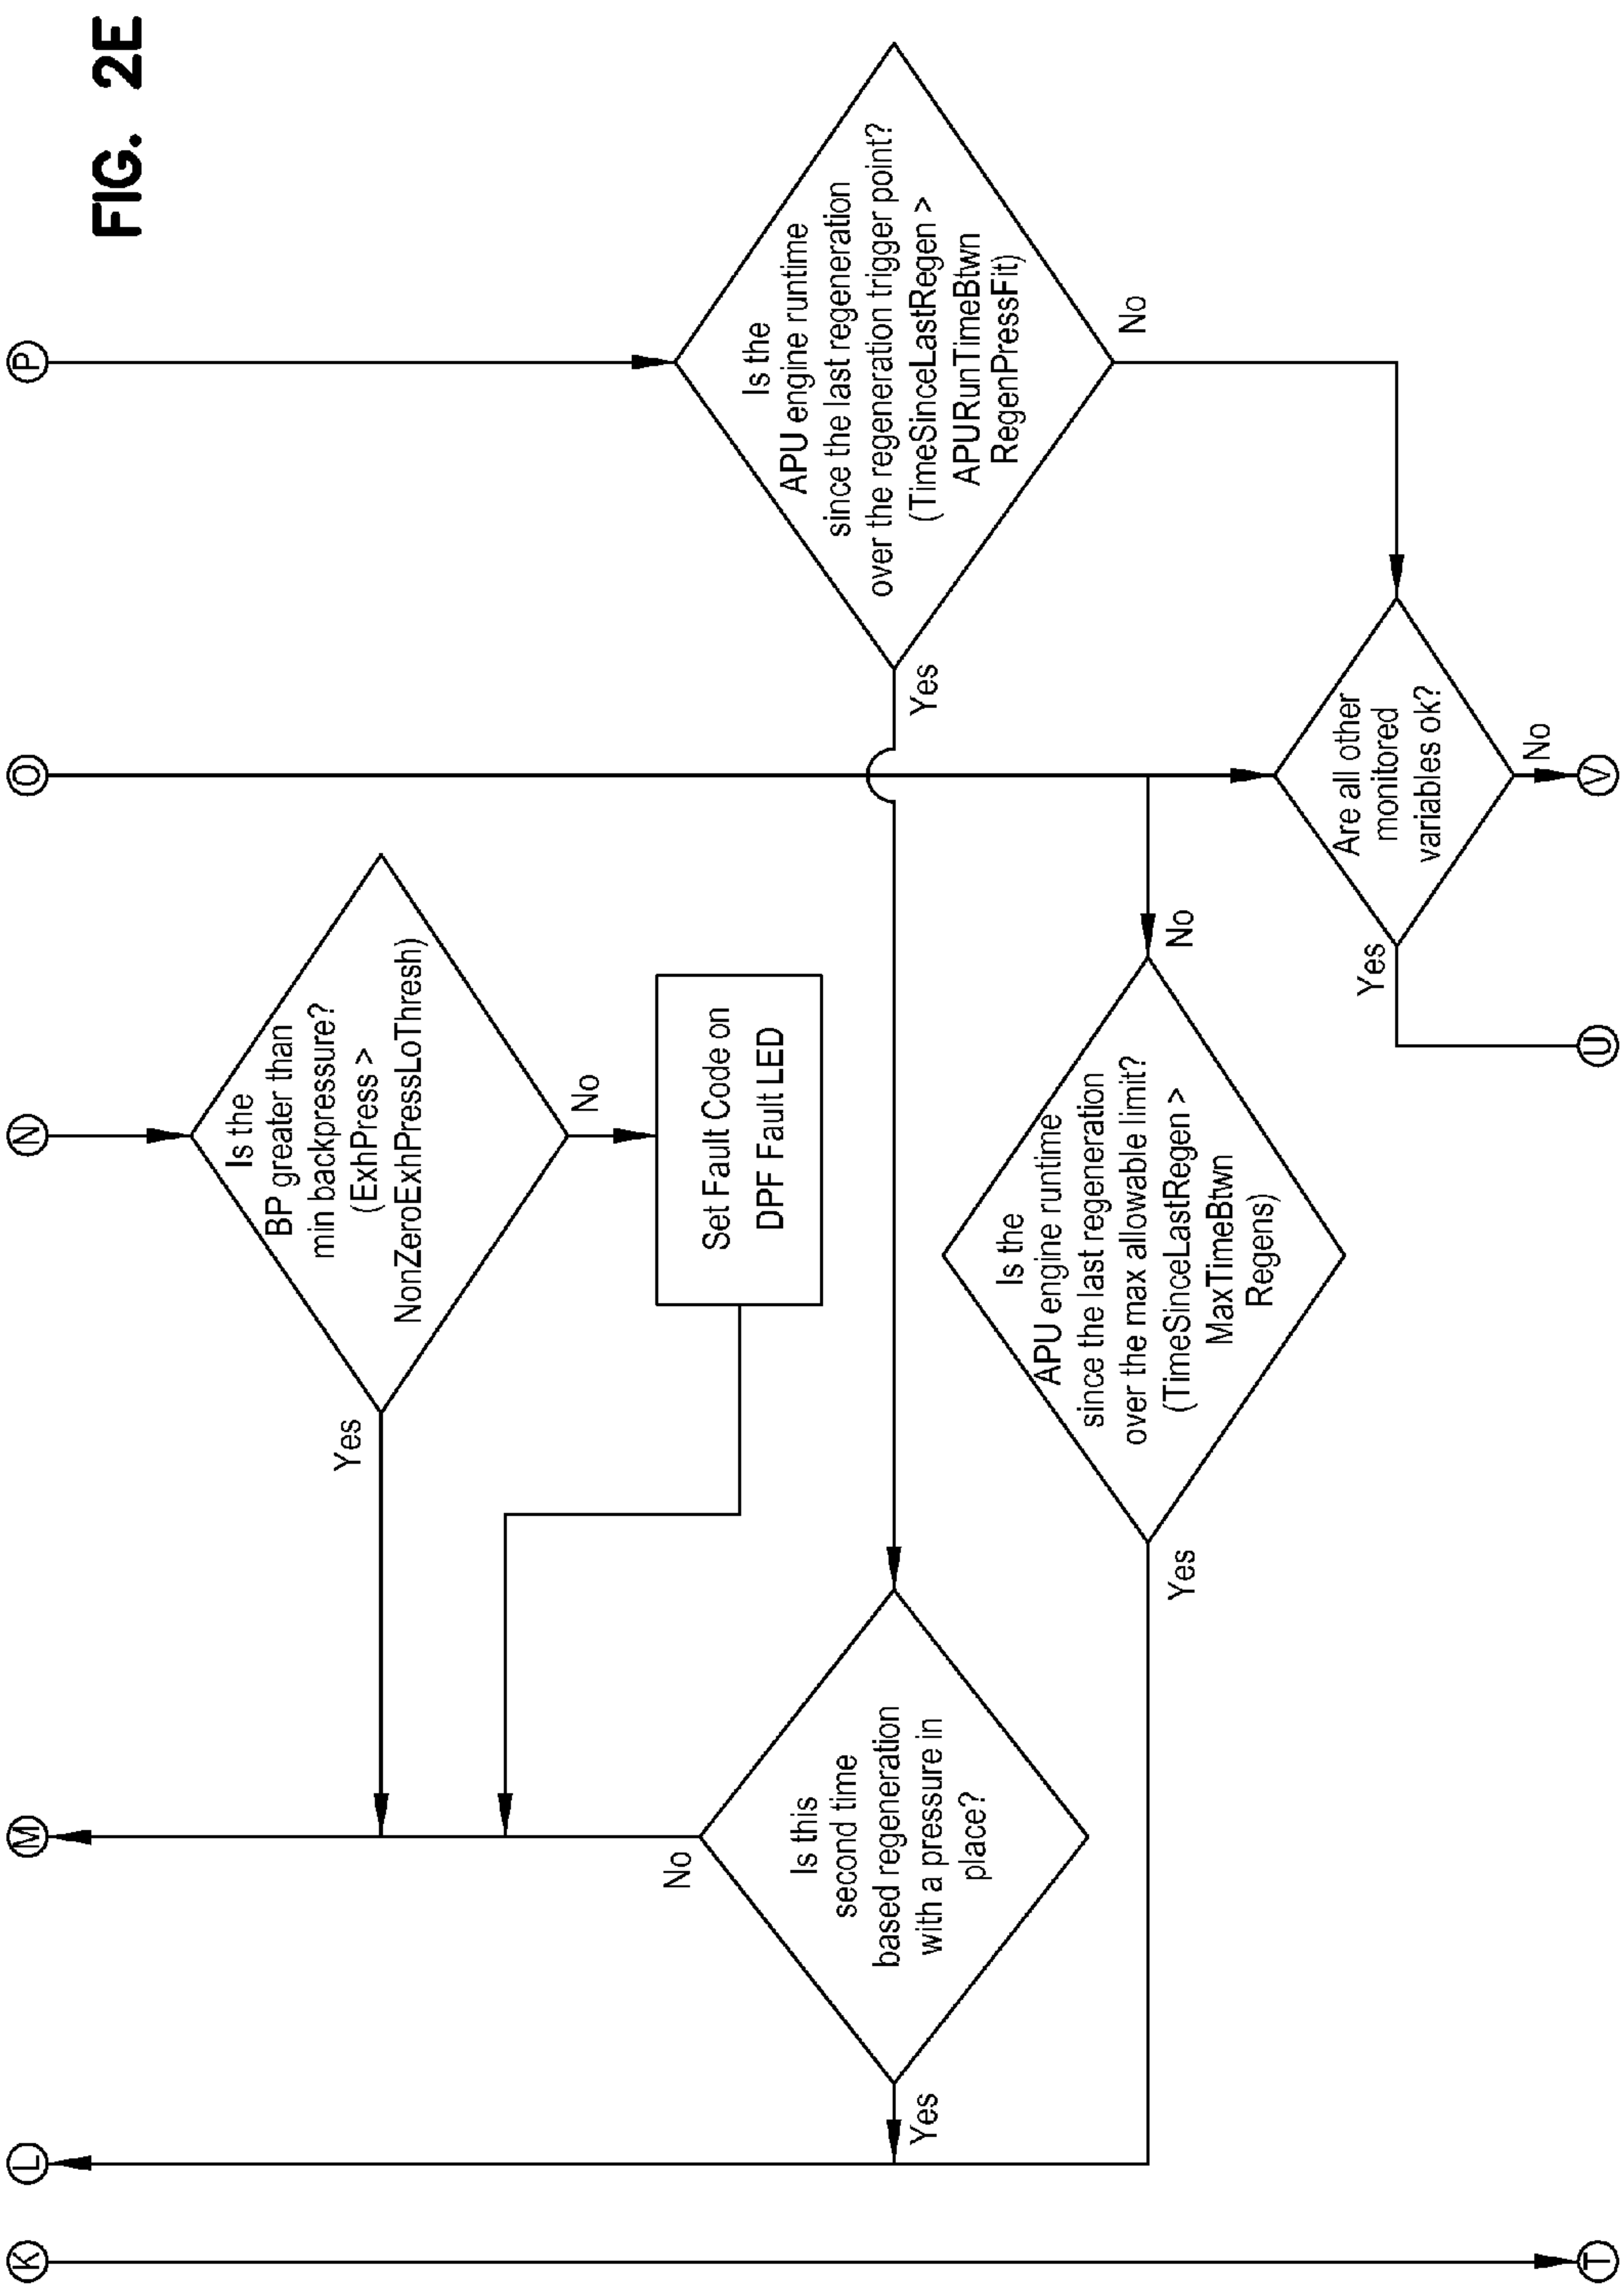 K
L
M
N
O
P
FIG. 2E
Is the
BP greater than
min backpressure?
(ExhPress >
NonZeroExhPressLoThresh)
Yes
No
Set Fault Code on
DPF Fault LED
Is the
APU engine runtime
since the last regeneration
over the regeneration trigger point?
(TimeSinceLastRegen >
APURunTimeBtwn
RegenPressFit)
Yes
No
No
Is this
second time
based regeneration
with a pressure in
place?
Yes
Is the
APU engine runtime
since the last regeneration
over the max allowable limit?
(TimeSinceLastRegen >
MaxTimeBtwn
Regens)
Yes
No
Are all other
monitored
variables ok?
Yes
No
T
U
V